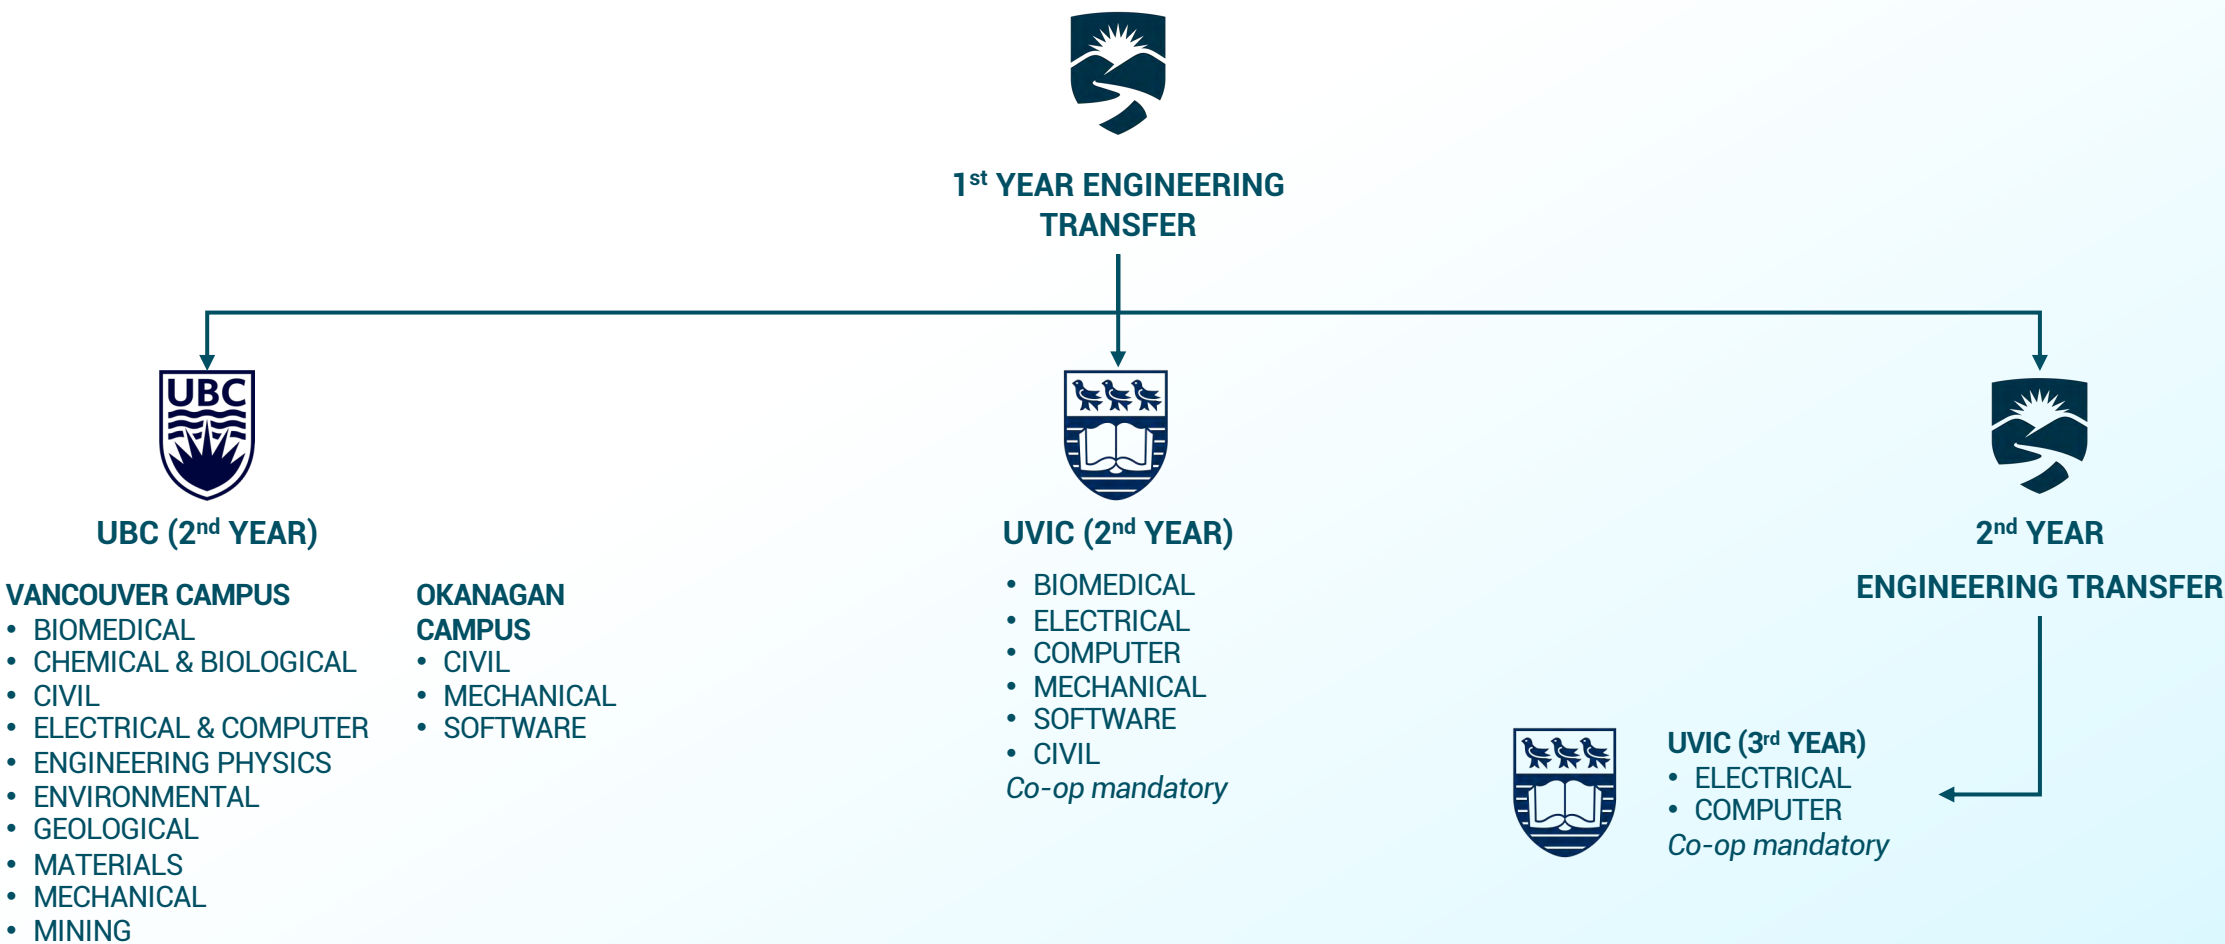 1st YEAR ENGINEERING
TRANSFER
UBC
UBC (2nd YEAR)
VANCOUVER CAMPUS
• BIOMEDICAL
• CHEMICAL & BIOLOGICAL
• CIVIL
• ELECTRICAL & COMPUTER
• ENGINEERING PHYSICS
• ENVIRONMENTAL
• GEOLOGICAL
• MATERIALS
• MECHANICAL
• MINING
OKANAGAN
CAMPUS
• CIVIL
• MECHANICAL
• SOFTWARE
UVIC (2nd YEAR)
• BIOMEDICAL
• ELECTRICAL
• COMPUTER
• MECHANICAL
• SOFTWARE
• CIVIL
Co-op mandatory
2nd YEAR
ENGINEERING TRANSFER
UVIC (3rd YEAR)
• ELECTRICAL
• COMPUTER
Co-op mandatory